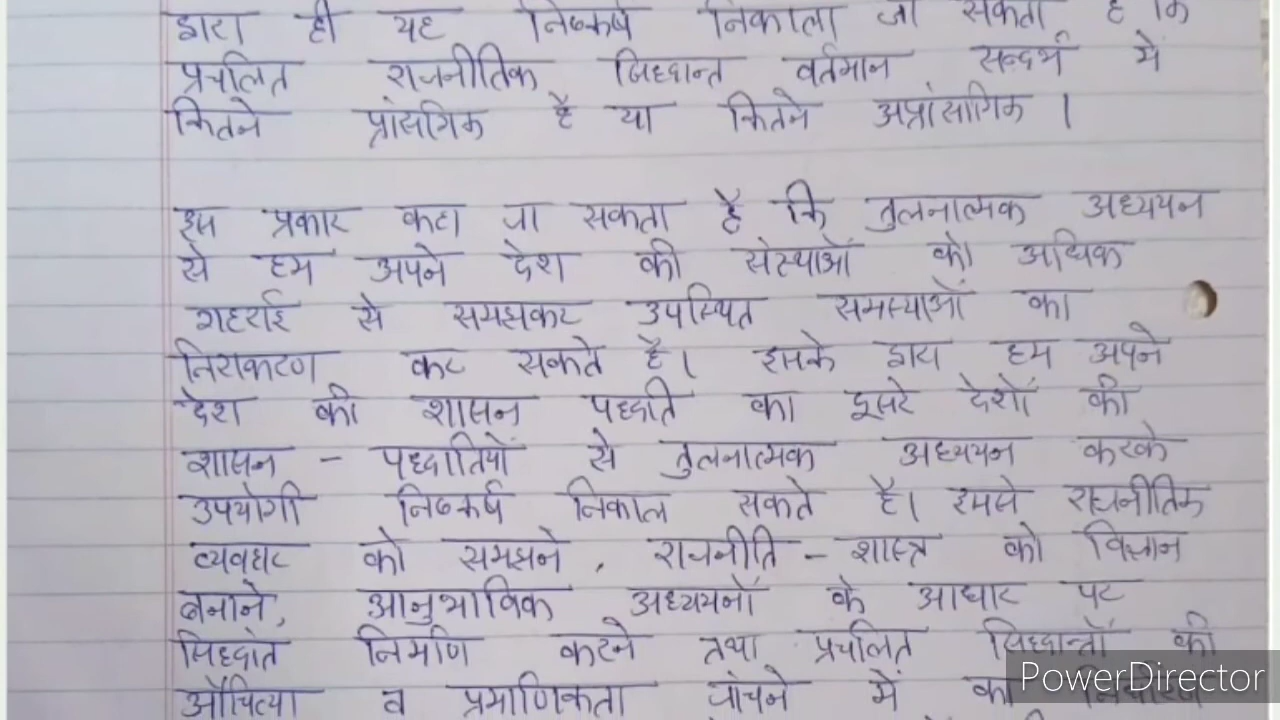 द्वारा ही यह निष्कर्ष निकाला जा सकता है कि
प्रचलित राजनीतिक सिद्धान्त वर्तमान सन्दर्भ में
कितने प्रांसगिक है या कितने अप्रांसागिक ।
इस प्रकार कहा जा सकता है कि तुलनात्मक अध्ययन
से हम अपने देश की संस्थाओं को अधिक
गहराई से समझकर उपस्थित समस्याओं का
निराकरण कर सकते है। इसके द्वारा हम अपने
देश की शासन पद्धति का दूसरे देशों की
शासन - पद्धातियों से तुलनात्मक अध्ययन करके
उपयोगी निष्कर्ष निकाल सकते है। इससे राजनीतिक
व्यवहार को समझने , राजनीति - शास्त्र को विज्ञान
बनाने, आनुभाविक अध्ययनों के आधार पर
सिद्धांत निर्माण करने तथा प्रचलित सिद्धान्तों की
औचित्या व प्रमाणिकता जांचने में का
PowerDirector